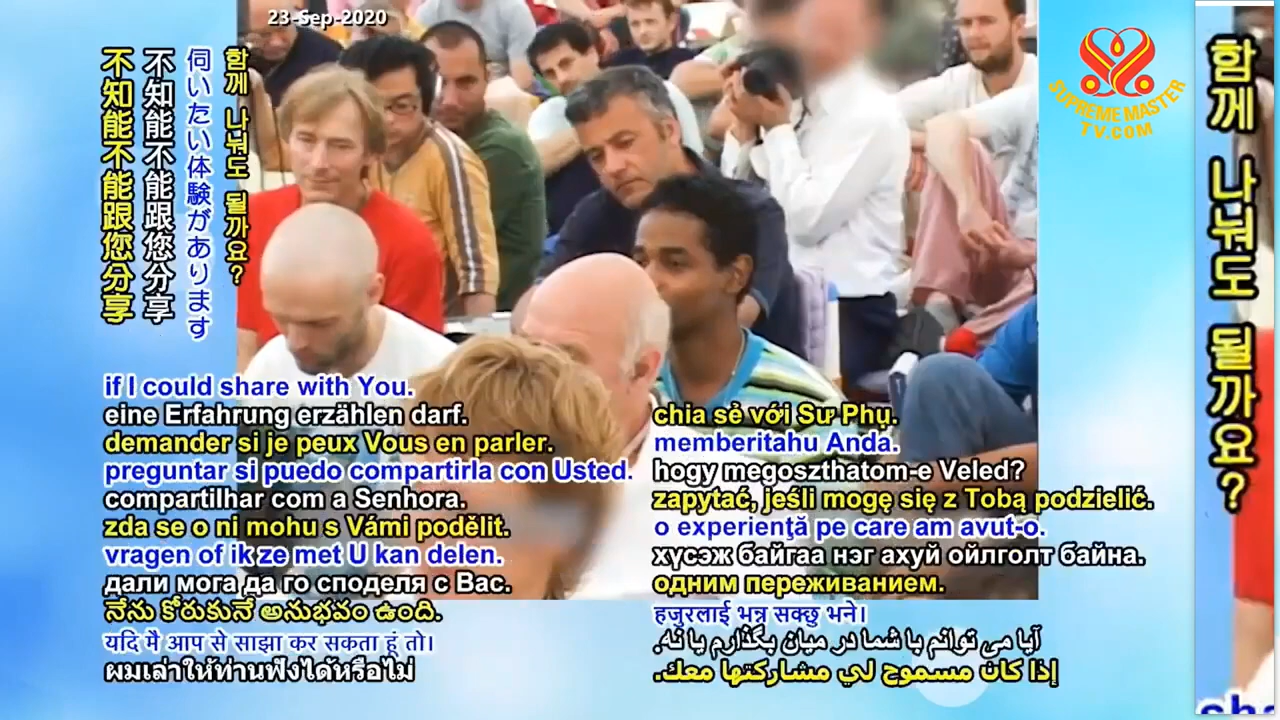 23-Sep-2020
SUPREME MASTER
TV.COM
함께 나눠도 될까요?
伺いたい体験があります
不知能不能跟您分享
不知能不能跟您分享
if I could share with You.
eine Erfahrung erzählen darf.
demander si je peux Vous en parler.
preguntar si puedo compartirla con Usted.
compartilhar com a Senhora.
zda se o ni mohu s Vámi podělit.
vragen of ik ze met U kan delen.
дали мога да го споделя с Вас.
నేను కోరుకునే అనుభవం ఉంది.
यदि मै आप से साझा कर सकता हूं तो।
ผมเล่าให้ท่านฟังได้หรือไม่
chia sẻ với Sư Phụ.
memberitahu Anda.
hogy megoszthatom-e Veled?
zapytać, jeśli mogę się z Tobą podzielić.
o experienţă pe care am avut-o.
хүсэж байгаа нэг ахуй ойлголт байна.
одним переживанием.
हजुरलाई भन्न सक्छु भने।
آیا می توانم با شما در میان بگذارم یا نه.
إذا كان مسموح لي مشاركتها معك.
함께 나눠도 될까요?
sha